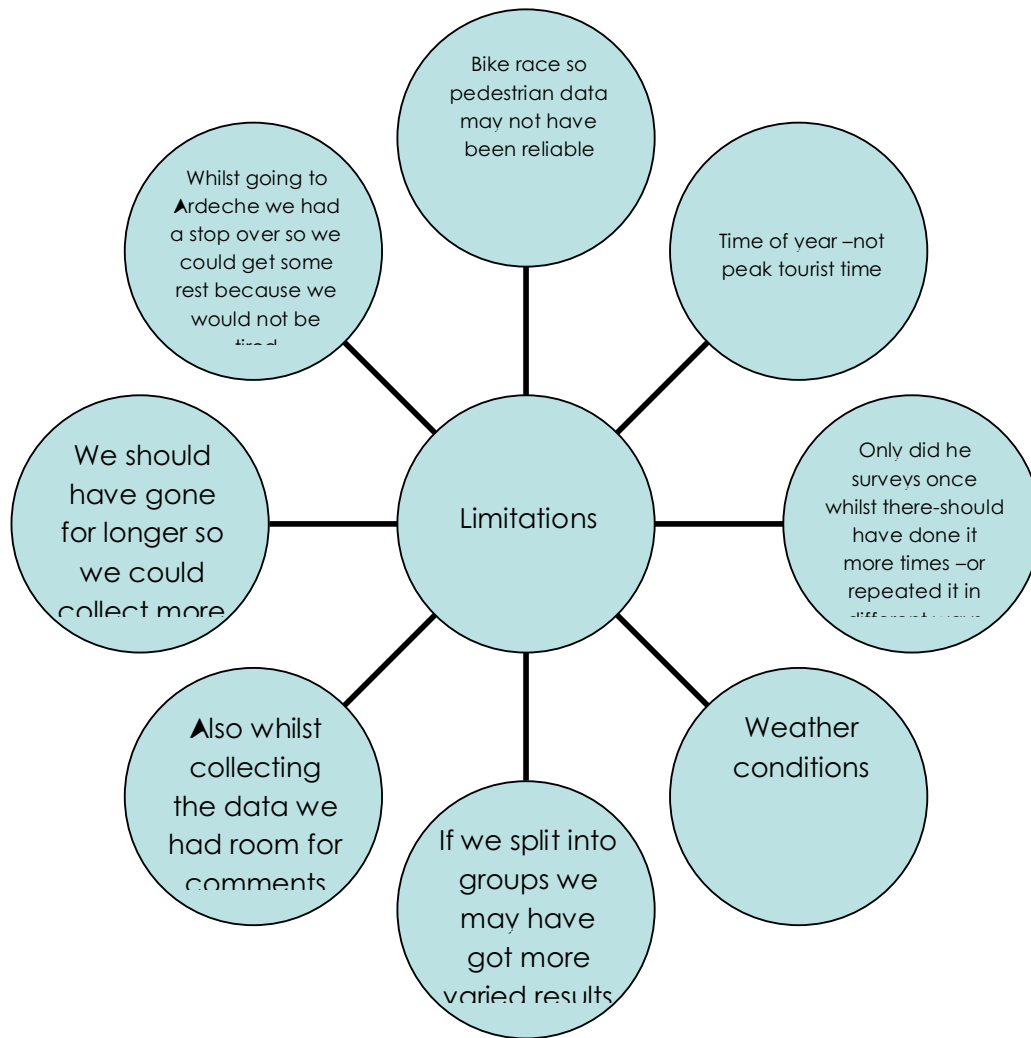 Bike race so
pedestrian data
may not have
been reliable
Time of year –not
peak tourist time
Only did he
surveys once
whilst there-should
have done it
more times –or
repeated it in
different ways
Weather
conditions
If we split into
groups we
may have
got more
varied results
Also whilst
collecting
the data we
had room for
comments
We should
have gone
for longer so
we could
collect more
Whilst going to
Ardeche we had
a stop over so we
could get some
rest because we
would not be
tired
Limitations